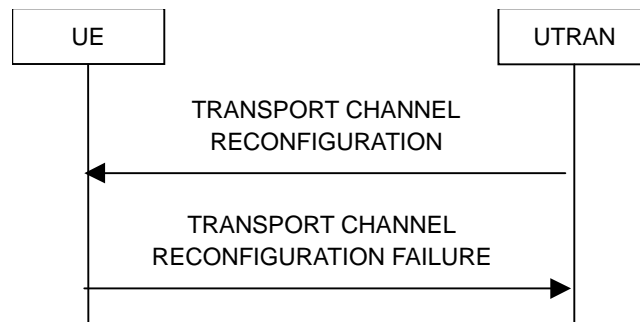 UE
UTRAN
TRANSPORT CHANNEL
RECONFIGURATION
TRANSPORT CHANNEL
RECONFIGURATION FAILURE